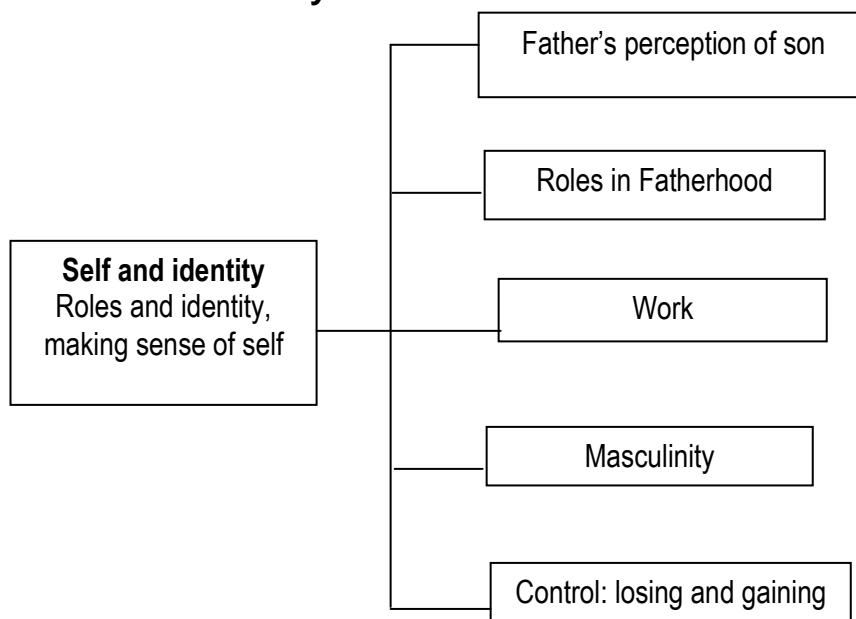 Father’s perception of son
Roles in Fatherhood
Self and identity
Roles and identity,
making sense of self
Work
Masculinity
Control: losing and gaining